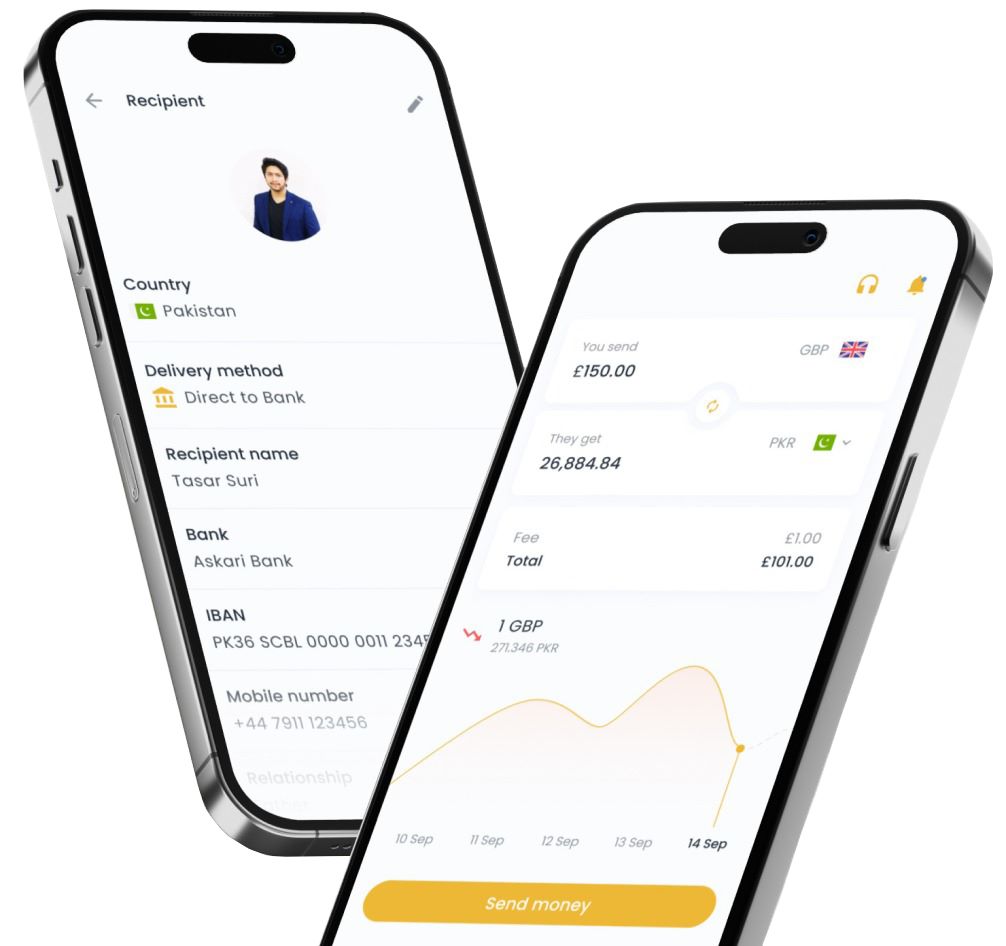 Recipient
Country
Pakistan
Delivery method
Direct to Bank
Recipient name
Tasar Suri
Bank
Askari Bank
IBAN
PK36 SCBL 0000 0011 234
Mobile number
+44 7911 123456
Relationship
You send
GBP
£150.00
They get
PKR
26,884.84
Fee
£1.00
Total
£101.00
1 GBP
271.346 PKR
10 Sep
11 Sep
12 Sep
13 Sep
14 Sep
Send money